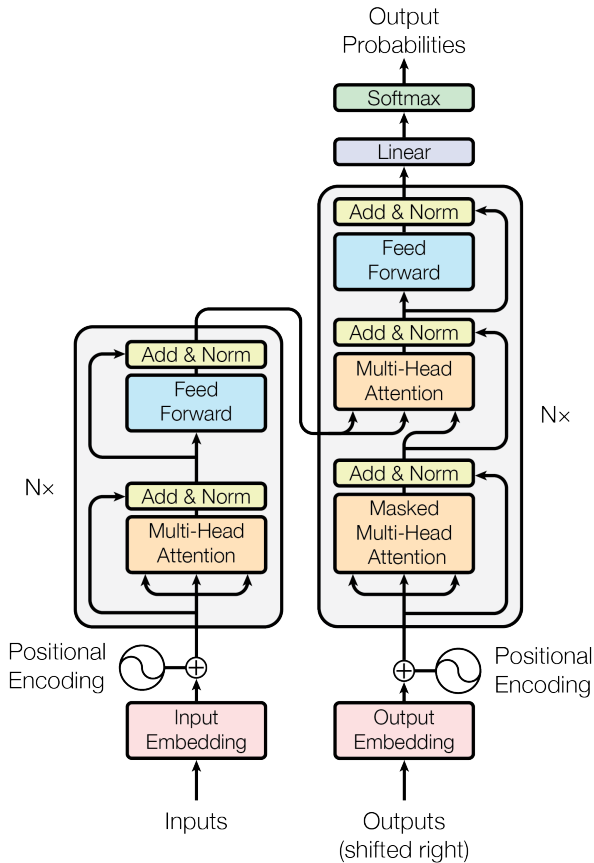 Output
Probabilities
Softmax
Linear
Add & Norm
Feed
Forward
Add & Norm
Multi-Head
Attention
Add & Norm
Masked
Multi-Head
Attention
N×
Add & Norm
Feed
Forward
Add & Norm
Multi-Head
Attention
N×
Positional
Encoding
Positional
Encoding
Input
Embedding
Output
Embedding
Inputs
Outputs
(shifted right)